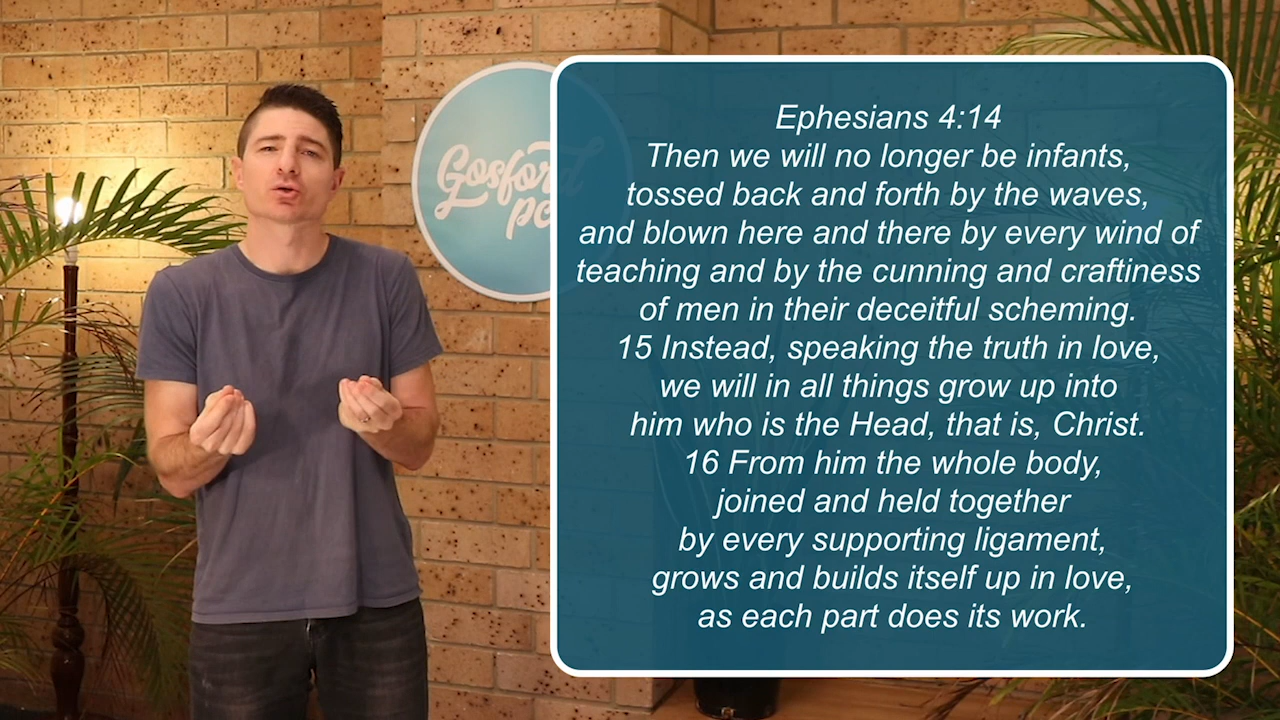 Gosford
PC
Ephesians 4:14
Then we will no longer be infants,
tossed back and forth by the waves,
and blown here and there by every wind of
teaching and by the cunning and craftiness
of men in their deceitful scheming.
15 Instead, speaking the truth in love,
we will in all things grow up into
him who is the Head, that is, Christ.
16 From him the whole body,
joined and held together
by every supporting ligament,
grows and builds itself up in love,
as each part does its work.